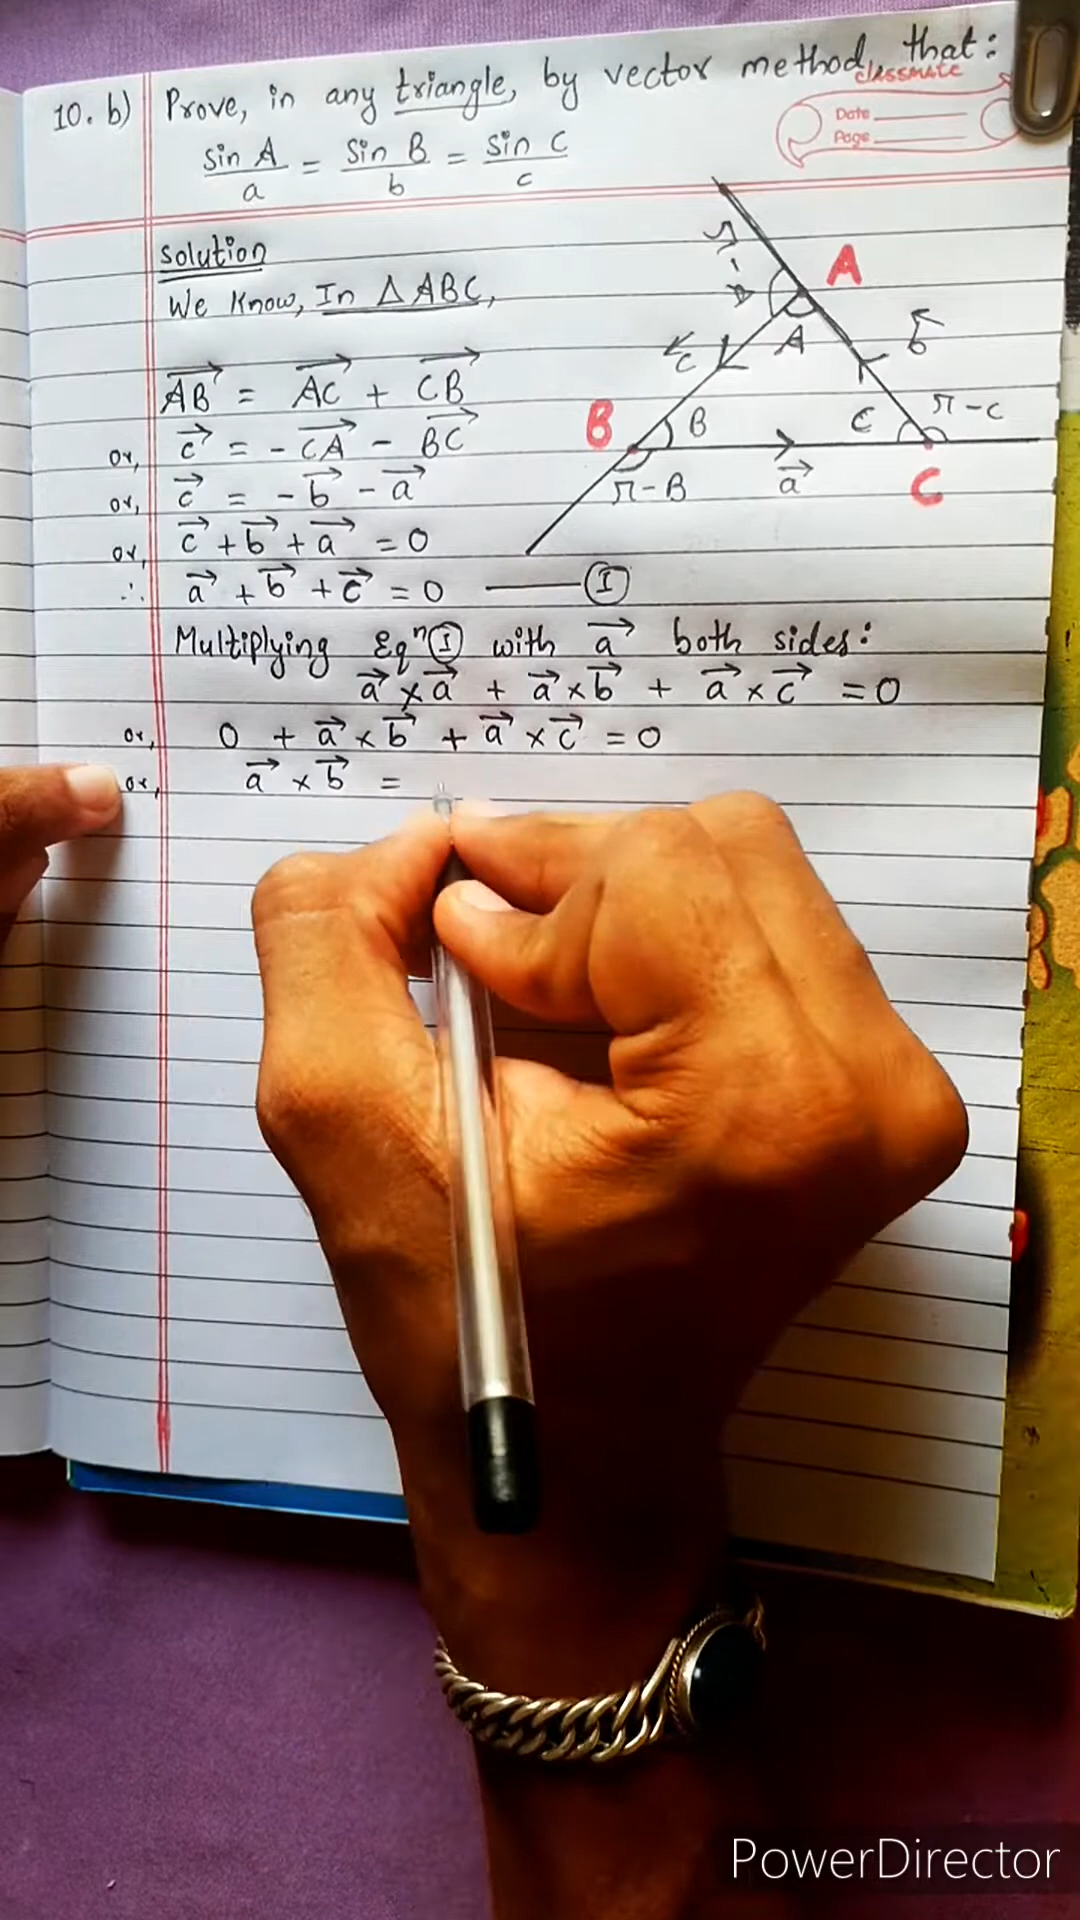 10. b) Prove, in any triangle, by vector method, that:
classmate
Date
Page
sin A/a = sin B/b = sin C/c
Solution
We Know, In △ABC,
AB→ = AC→ + CB→
or, c→ = -CA→ - BC→
or, c→ = -b→ - a→
or, c→ + b→ + a→ = 0
∴ a→ + b→ + c→ = 0 —— (I)
A
π-A
A
b→
c→
B
B
C
π-C
π-B
a→
C
Multiplying Eqⁿ (I) with a→ both sides:
a→ × a→ + a→ × b→ + a→ × c→ = 0
or, 0 + a→ × b→ + a→ × c→ = 0
or, a→ × b→ =
PowerDirector